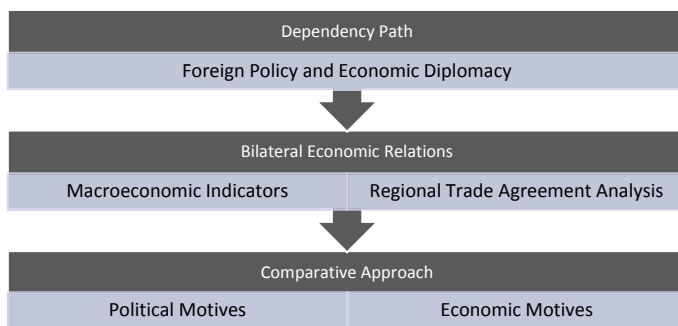 Dependency Path
Foreign Policy and Economic Diplomacy
Bilateral Economic Relations
Macroeconomic Indicators
Regional Trade Agreement Analysis
Comparative Approach
Political Motives
Economic Motives